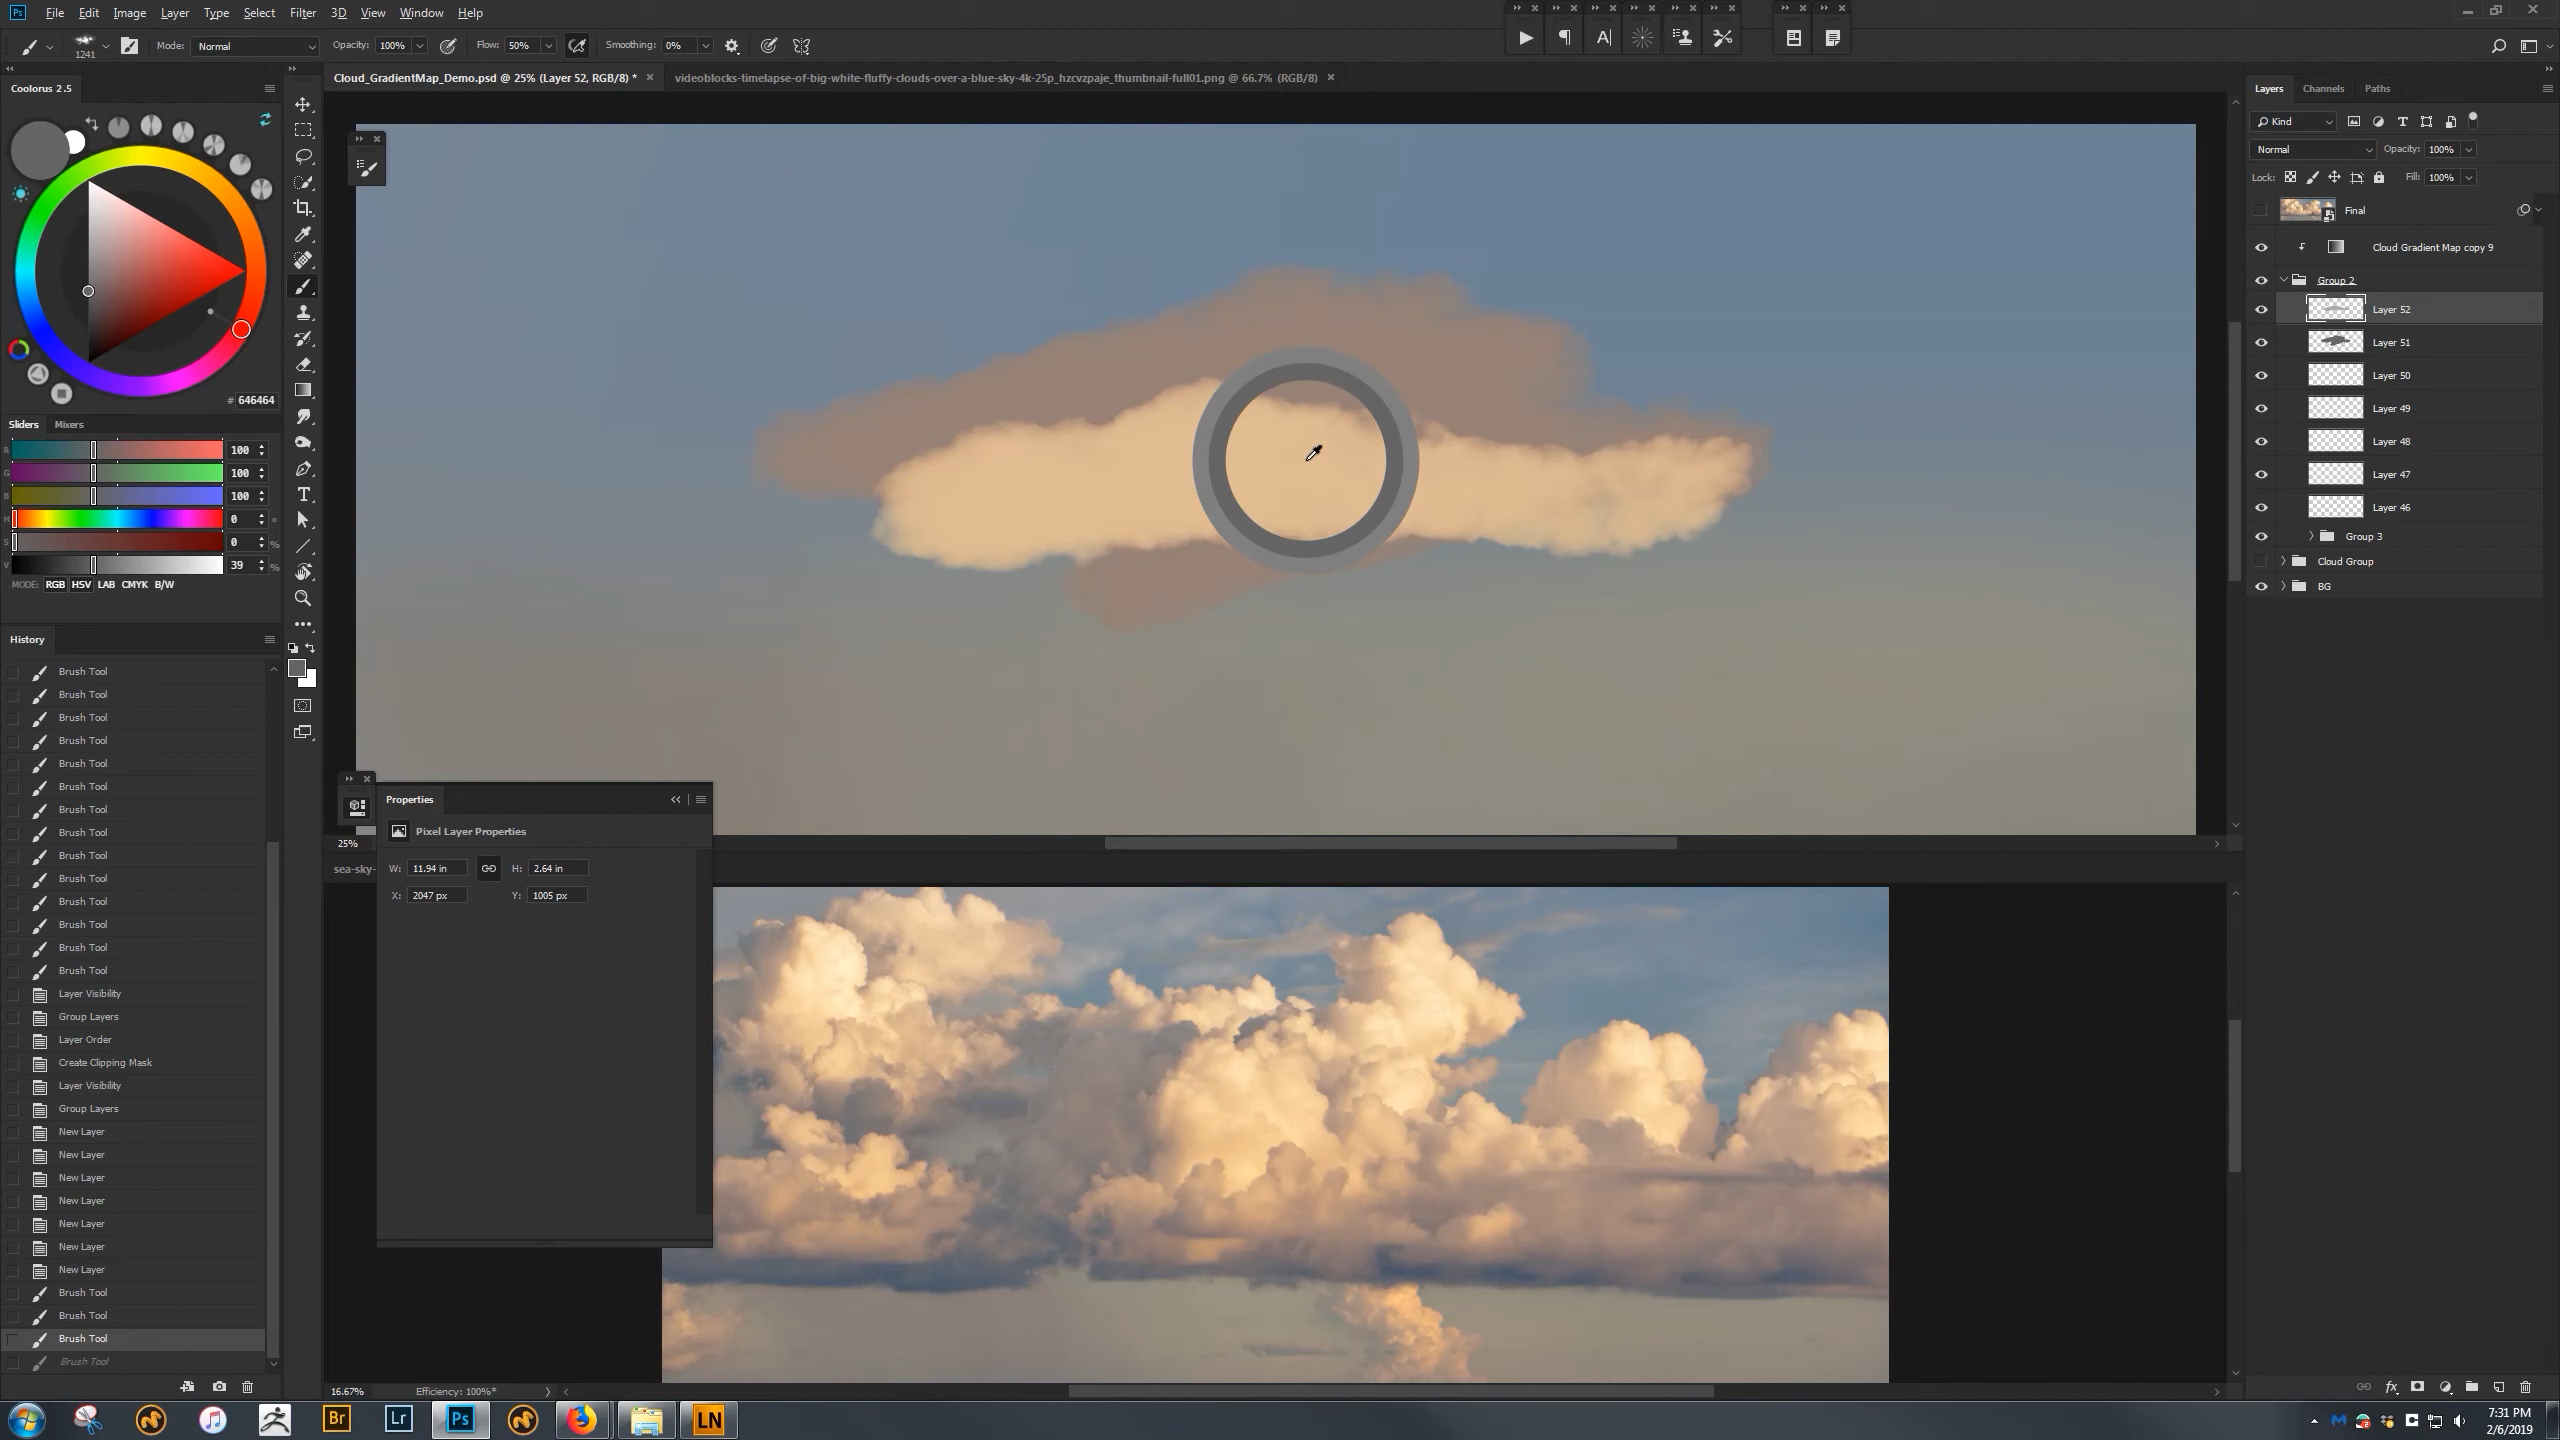 Ps File Edit Image Layer Type Select Filter 3D View Window Help
1241 Mode: Normal Opacity: 100% Flow: 50% Smoothing: 0%
Cloud_GradientMap_Demo.psd @ 25% (Layer 52, RGB/8) * videoblocks-timelapse-of-big-white-fluffy-clouds-over-a-blue-sky-4k-25p_hzcvzpaje_thumbnail-full01.png @ 66.7% (RGB/8)
Coolorus 2.5
# 646464
Sliders Mixers
R 100
G 100
B 100
H 0 °
S 0 %
V 39 %
MODE: RGB HSV LAB CMYK B/W
History
Brush Tool
Brush Tool
Brush Tool
Brush Tool
Brush Tool
Brush Tool
Brush Tool
Brush Tool
Brush Tool
Brush Tool
Brush Tool
Brush Tool
Brush Tool
Brush Tool
Layer Visibility
Group Layers
Layer Order
Create Clipping Mask
Layer Visibility
Group Layers
New Layer
New Layer
New Layer
New Layer
New Layer
New Layer
New Layer
Brush Tool
Brush Tool
Brush Tool
Brush Tool
25%
sea-sky-
Properties
Pixel Layer Properties
W: 11.94 in H: 2.64 in
X: 2047 px Y: 1005 px
16.67% Efficiency: 100%*
Layers Channels Paths
Kind
Normal Opacity: 100%
Lock: Fill: 100%
Final
Cloud Gradient Map copy 9
Group 2
Layer 52
Layer 51
Layer 50
Layer 49
Layer 48
Layer 47
Layer 46
Group 3
Cloud Group
BG
fx
Br Lr Ps LN
7:31 PM
2/6/2019